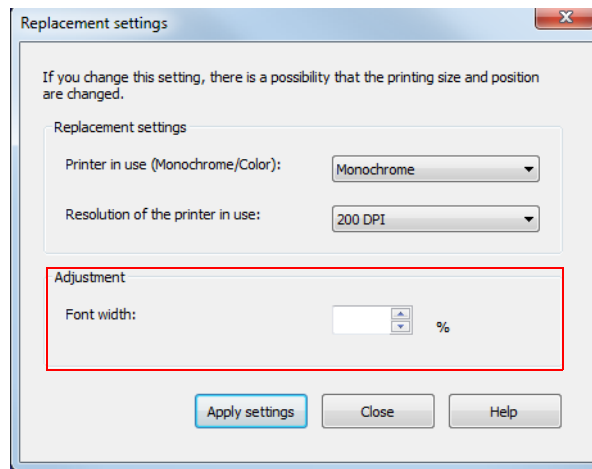 Replacement settings
If you change this setting, there is a possibility that the printing size and position
are changed.
Replacement settings
Printer in use (Monochrome/Color):
Monochrome
Resolution of the printer in use:
200 DPI
Adjustment
Font width:
%
Apply settings
Close
Help